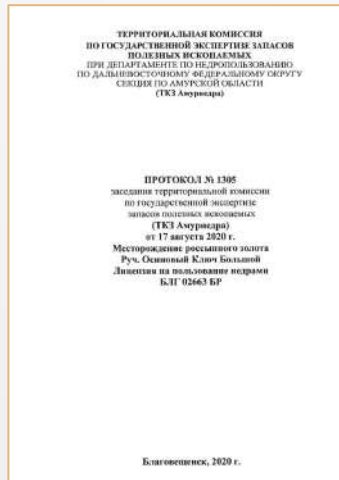 ТЕРРИТОРИАЛЬНАЯ КОМИССИЯ
ПО ГОСУДАРСТВЕННОЙ ЭКСПЕРТИЗЕ ЗАПАСОВ
ПОЛЕЗНЫХ ИСКОПАЕМЫХ
ПРИ ДЕПАРТАМЕНТЕ ПО НЕДРОПОЛЬЗОВАНИЮ
ПО ДАЛЬНЕВОСТОЧНОМУ ФЕДЕРАЛЬНОМУ ОКРУГУ
СЕКЦИЯ ПО АМУРСКОЙ ОБЛАСТИ
(ТКЗ Амурнедра)
ПРОТОКОЛ № 1305
заседания территориальной комиссии
по государственной экспертизе
запасов полезных ископаемых
(ТКЗ Амурнедра)
от 17 августа 2020 г.
Месторождение россыпного золота
Руч. Осиновый Ключ Большой
Лицензия на пользование недрами
БЛГ 02663 БР
Благовещенск, 2020 г.